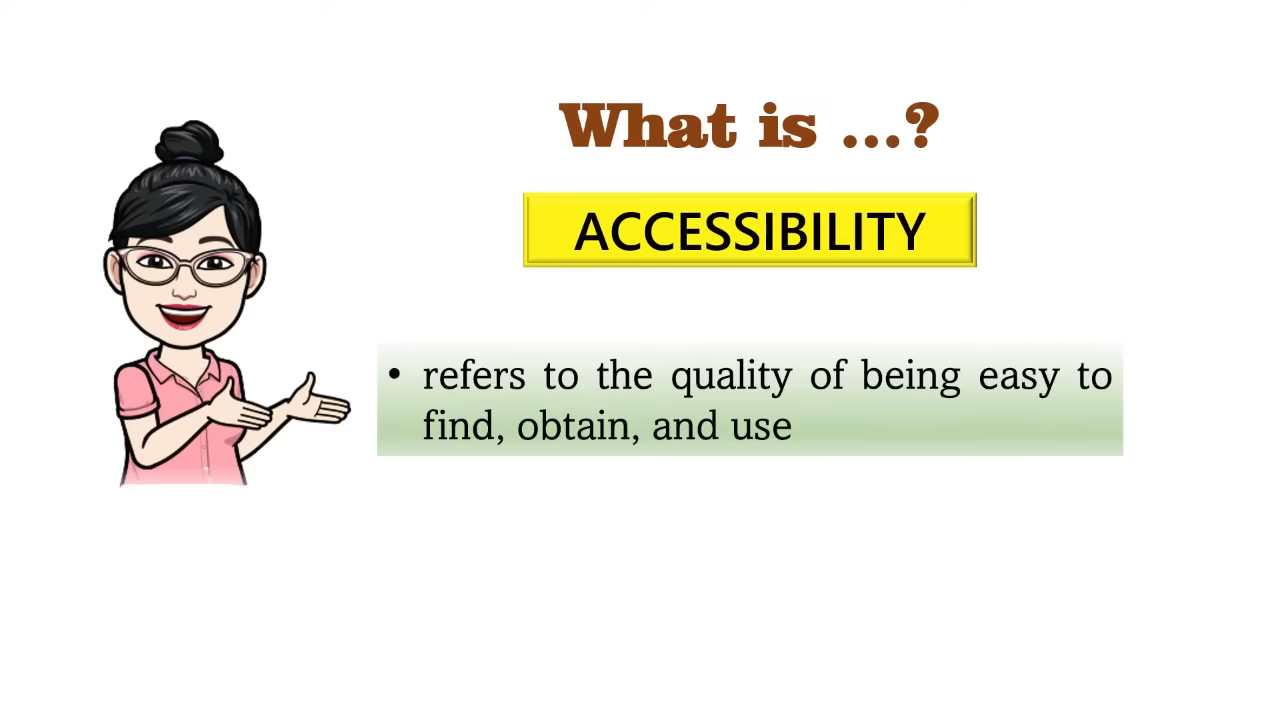 What is ...?
ACCESSIBILITY
• refers to the quality of being easy to
find, obtain, and use